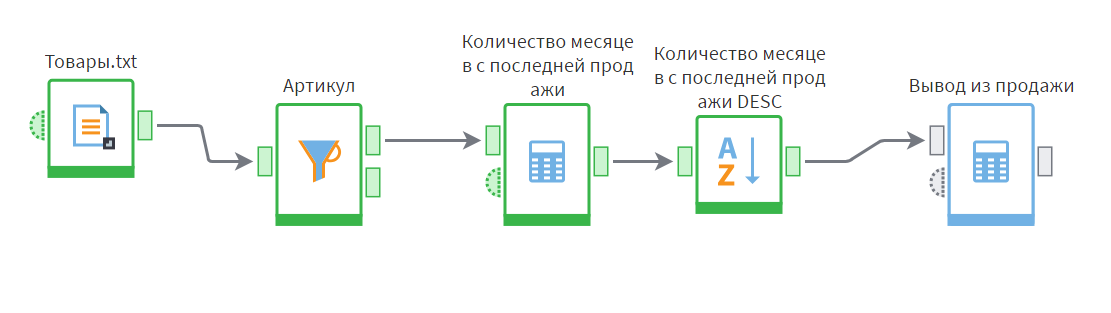 Товары.txt
Артикул
Количество месяце
в с последней прод
ажи
Количество месяце
в с последней прод
ажи DESC
A
Z
Вывод из продажи